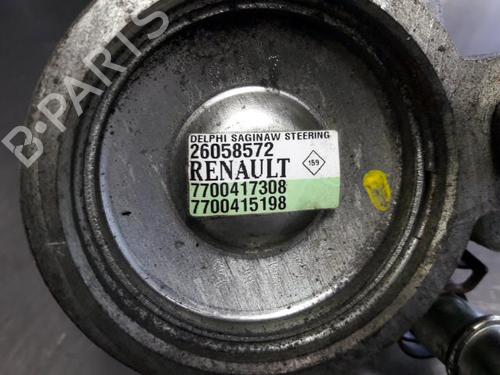 B-PARTS
DELPHI SAGINAW STEERING
26058572
RENAULT 159
7700417308
7700415198